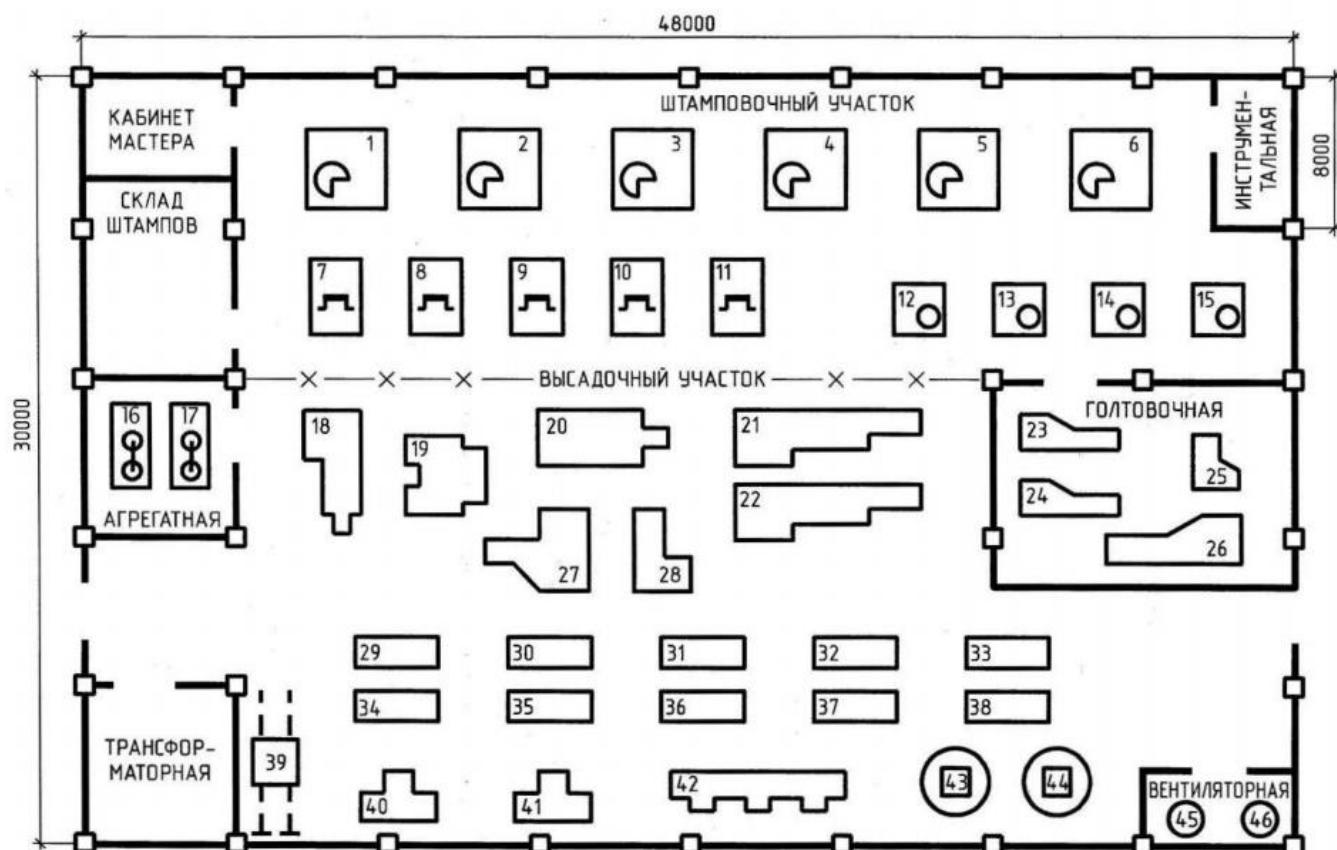 48000
КАБИНЕТ
МАСТЕРА
ШТАМПОВОЧНЫЙ УЧАСТОК
ИНСТРУМЕН-
ТАЛЬНАЯ
8000
1 2 3 4 5 6
СКЛАД
ШТАМПОВ
7 8 9 10 11
12 13 14 15
30000
ВЫСАДОЧНЫЙ УЧАСТОК
16 17
18 19 20 21
ГОЛТОВОЧНАЯ
23
25
22
24
АГРЕГАТНАЯ
26
27 28
29 30 31 32 33
34 35 36 37 38
ТРАНСФОР-
МАТОРНАЯ
39
40 41 42 43 44
ВЕНТИЛЯТОРНАЯ
45 46